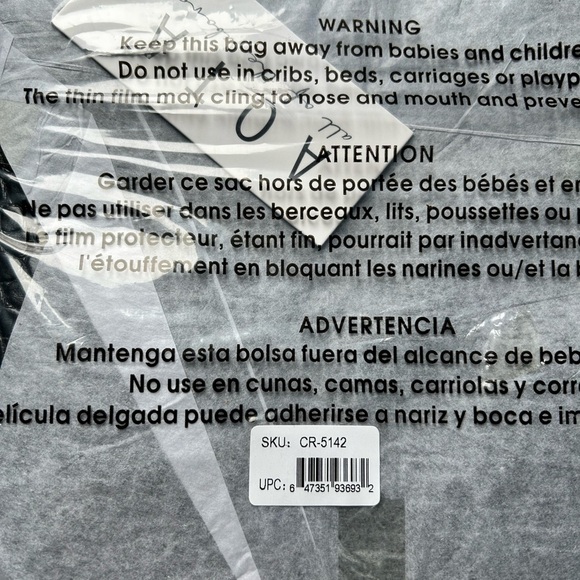 WARNING
Keep this bag away from babies and childre
Do not use in cribs, beds, carriages or playp
The thin film may cling to nose and mouth and preve
ATTENTION
Garder ce sac hors de portée des bébés et en
Ne pas utiliser dans les berceaux, lits, poussettes ou
le film protecteur, étant fin, pourrait par inadvertan
l'étouffement en bloquant les narines ou/et la b
ADVERTENCIA
Mantenga esta bolsa fuera del alcance de beb
No use en cunas, camas, carriolas y corr
elícula delgada puede adherirse a nariz y boca e im
SKU: CR-5142
UPC: 6 47351 93693 2
all